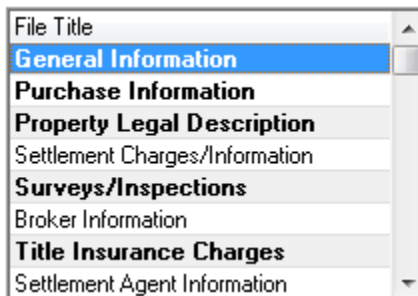 File Title
General Information
Purchase Information
Property Legal Description
Settlement Charges/Information
Surveys/Inspections
Broker Information
Title Insurance Charges
Settlement Agent Information